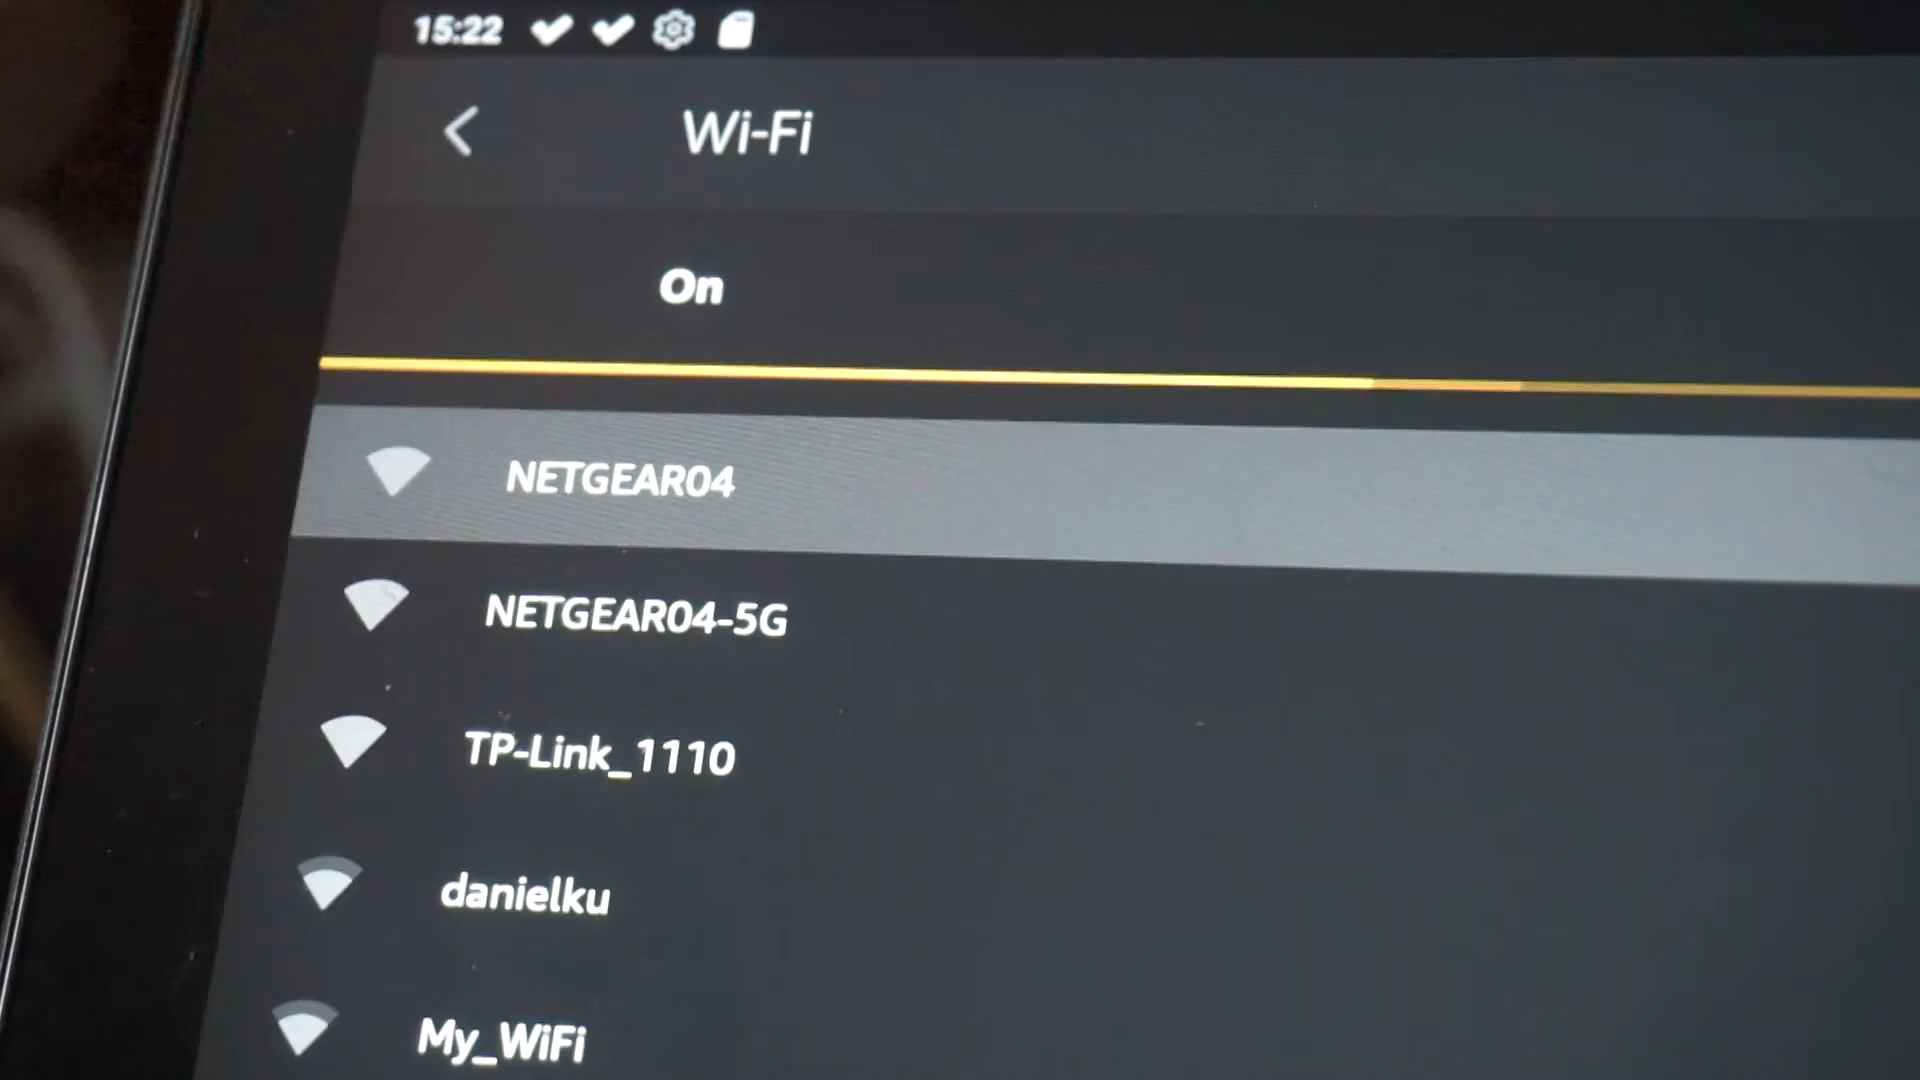 15:22
Wi-Fi
On
NETGEAR04
NETGEAR04-5G
TP-Link_1110
danielku
My_WiFi